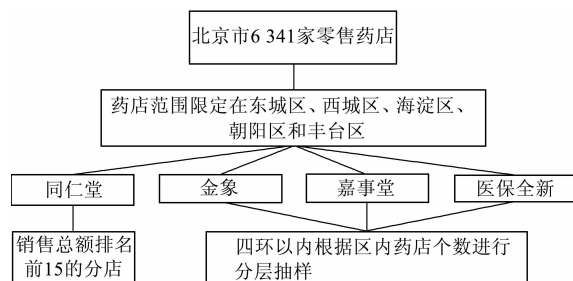 北京市6 341家零售药店
药店范围限定在东城区、西城区、海淀区、
朝阳区和丰台区
同仁堂
金象
嘉事堂
医保全新
销售总额排名
前15的分店
四环以内根据区内药店个数进行
分层抽样